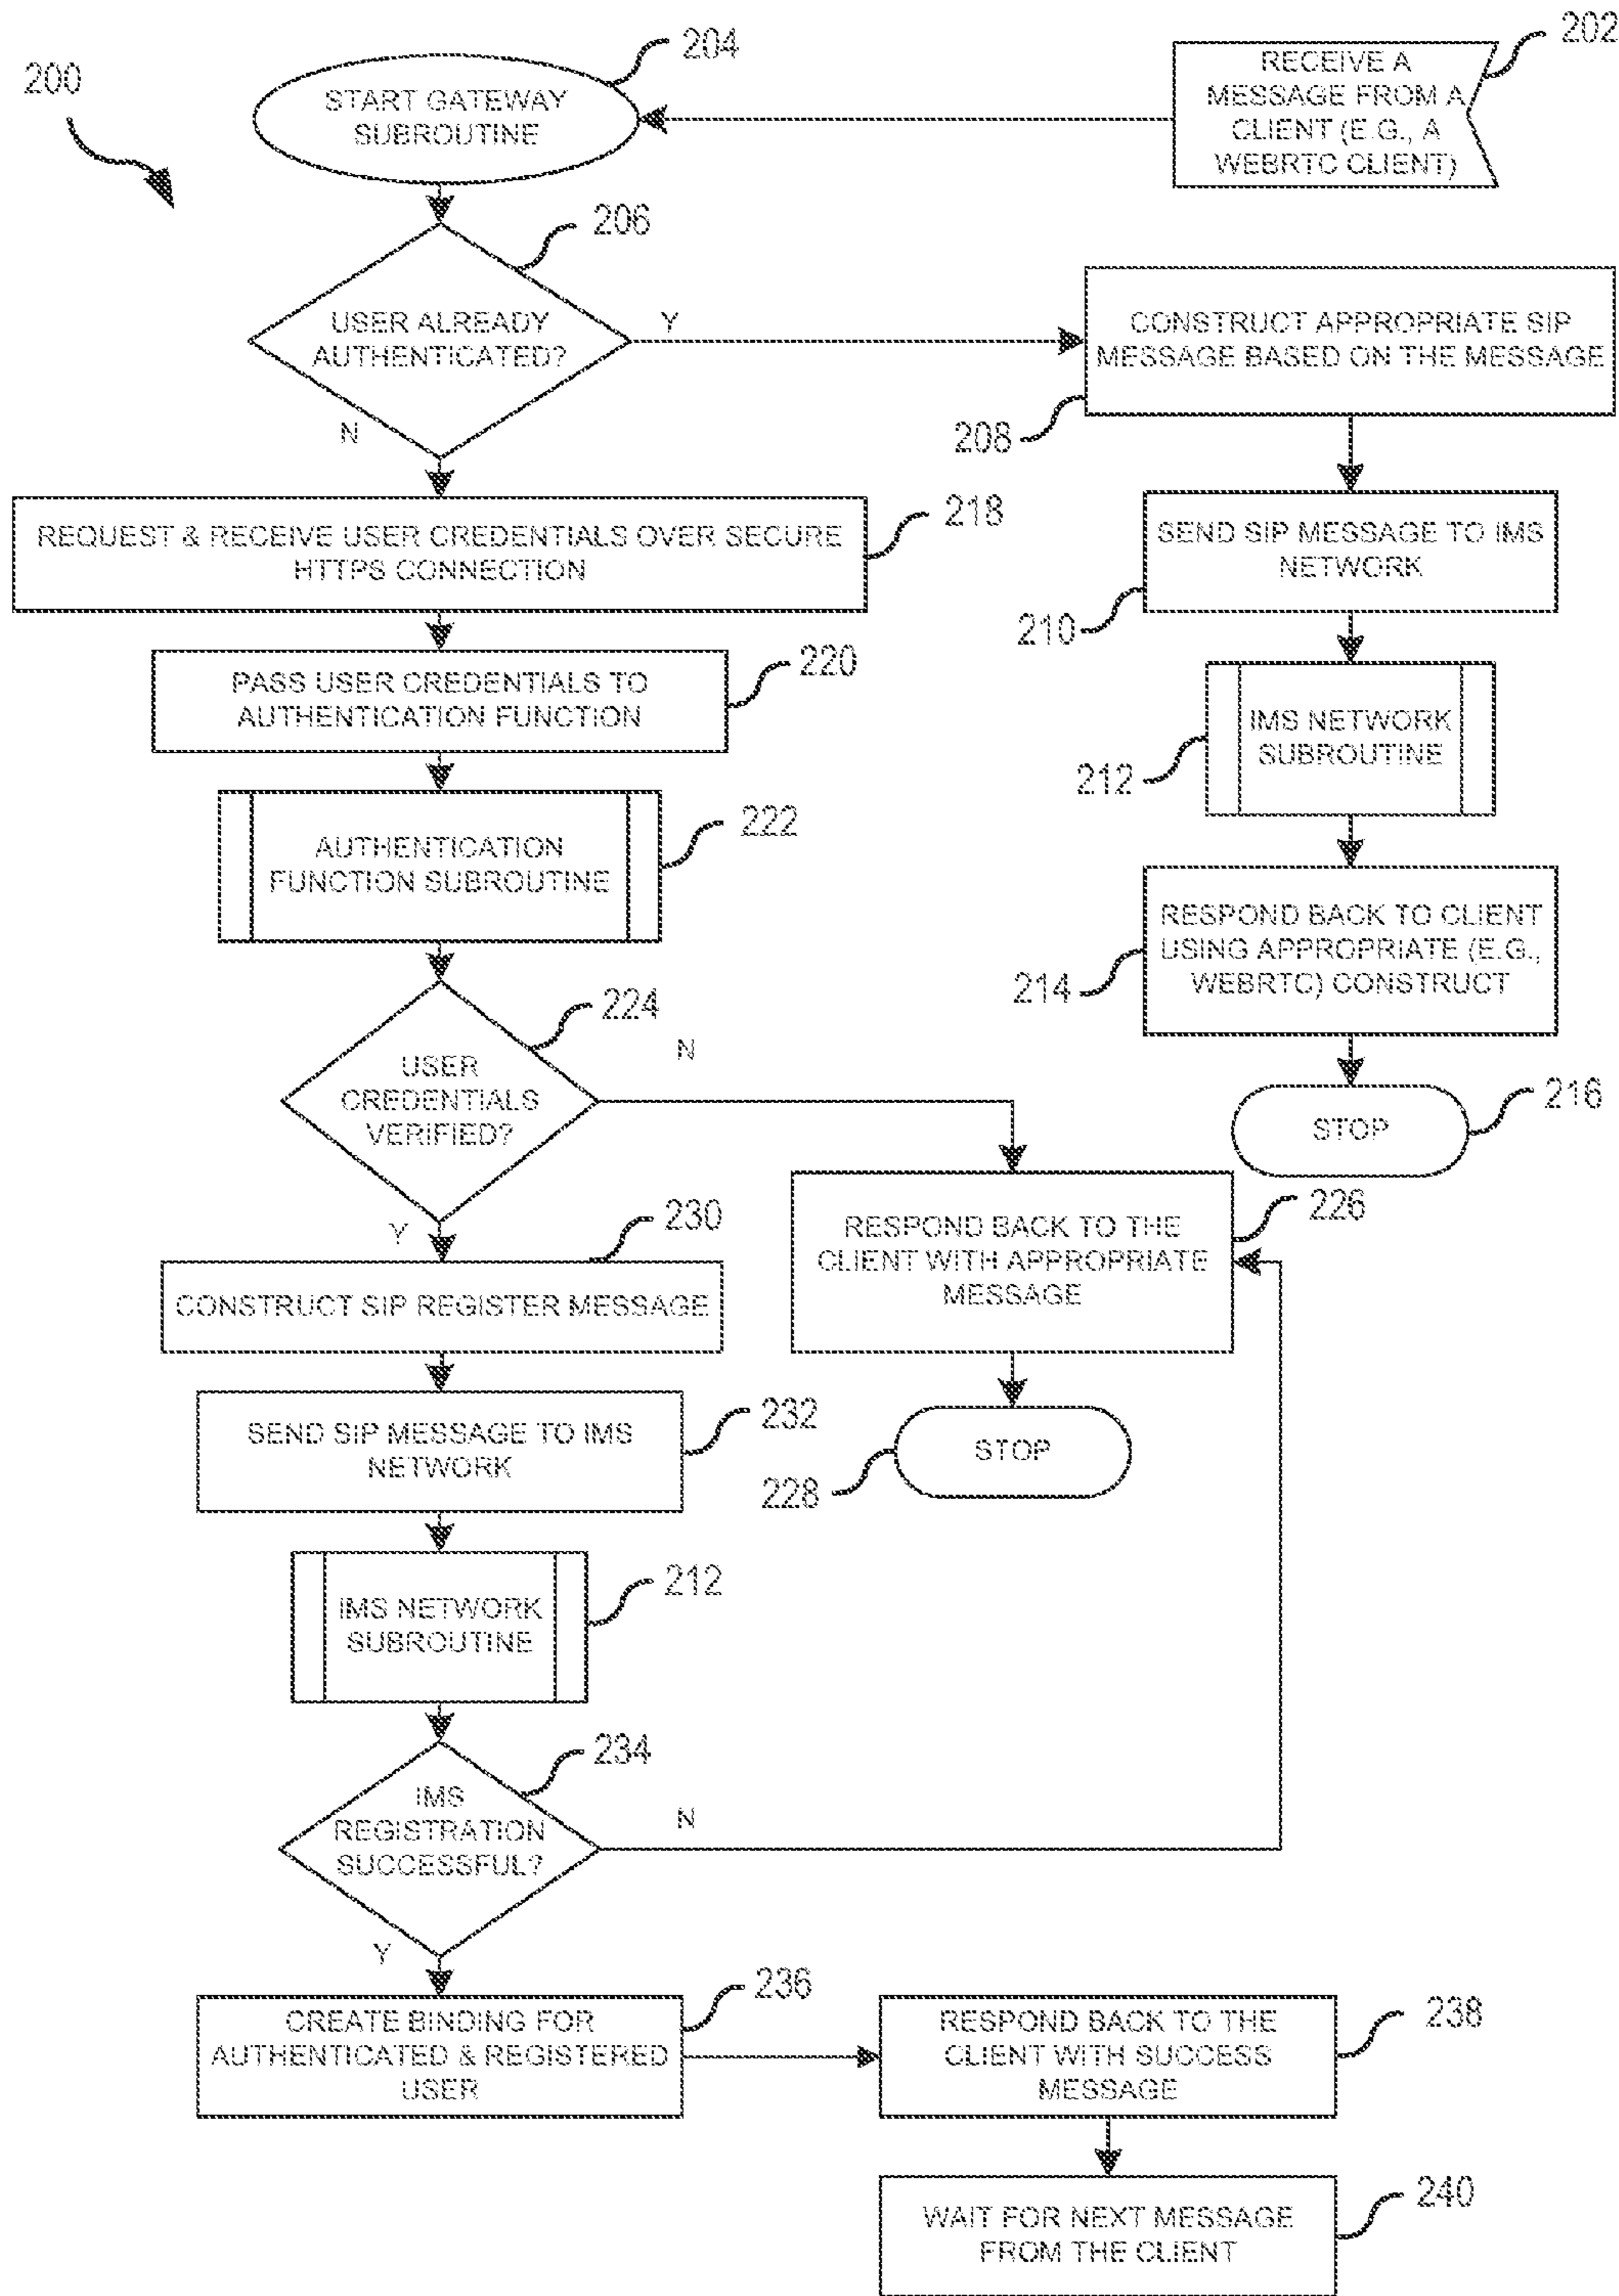 200
204
START GATEWAY
SUBROUTINE
202
RECEIVE A
MESSAGE FROM A
CLIENT (E.G., A
WEBRTC CLIENT)
206
USER ALREADY
AUTHENTICATED?
Y
N
CONSTRUCT APPROPRIATE SIP
MESSAGE BASED ON THE MESSAGE
208
218
REQUEST & RECEIVE USER CREDENTIALS OVER SECURE
HTTPS CONNECTION
SEND SIP MESSAGE TO IMS
NETWORK
210
220
PASS USER CREDENTIALS TO
AUTHENTICATION FUNCTION
IMS NETWORK
SUBROUTINE
212
222
AUTHENTICATION
FUNCTION SUBROUTINE
RESPOND BACK TO CLIENT
USING APPROPRIATE (E.G.,
WEBRTC) CONSTRUCT
214
224
USER
CREDENTIALS
VERIFIED?
N
Y
STOP
216
RESPOND BACK TO THE
CLIENT WITH APPROPRIATE
MESSAGE
226
230
CONSTRUCT SIP REGISTER MESSAGE
SEND SIP MESSAGE TO IMS
NETWORK
232
STOP
228
IMS NETWORK
SUBROUTINE
212
234
IMS
REGISTRATION
SUCCESSFUL?
N
Y
CREATE BINDING FOR
AUTHENTICATED & REGISTERED
USER
236
RESPOND BACK TO THE
CLIENT WITH SUCCESS
MESSAGE
238
WAIT FOR NEXT MESSAGE
FROM THE CLIENT
240